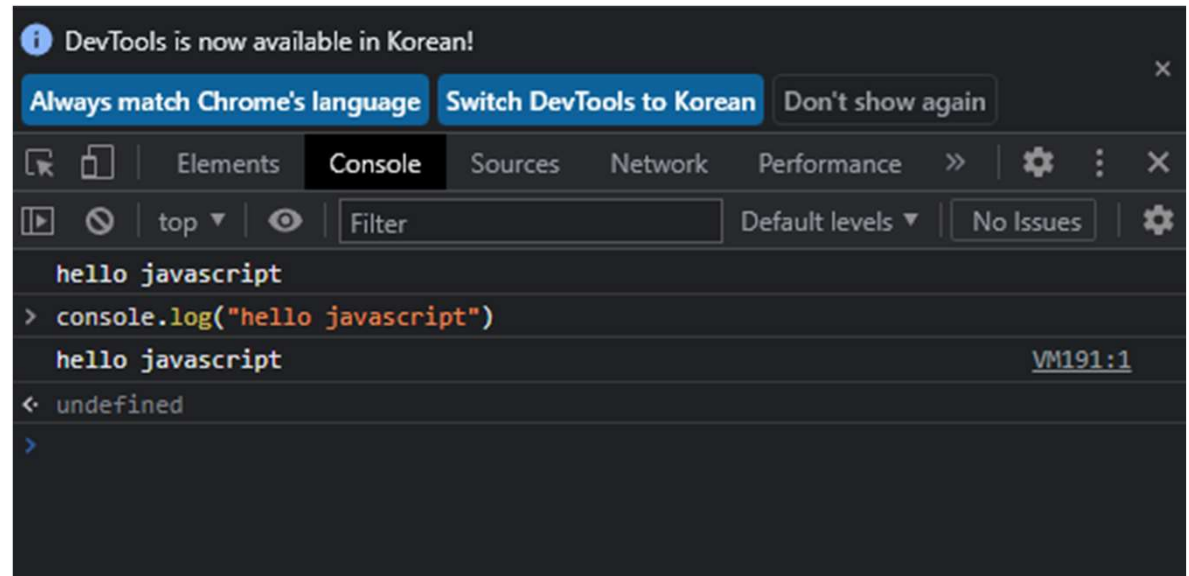 DevTools is now available in Korean!
Always match Chrome's language Switch DevTools to Korean Don't show again
Elements Console Sources Network Performance
top Filter Default levels No Issues
hello javascript
> console.log("hello javascript")
hello javascript VM191:1
undefined
>